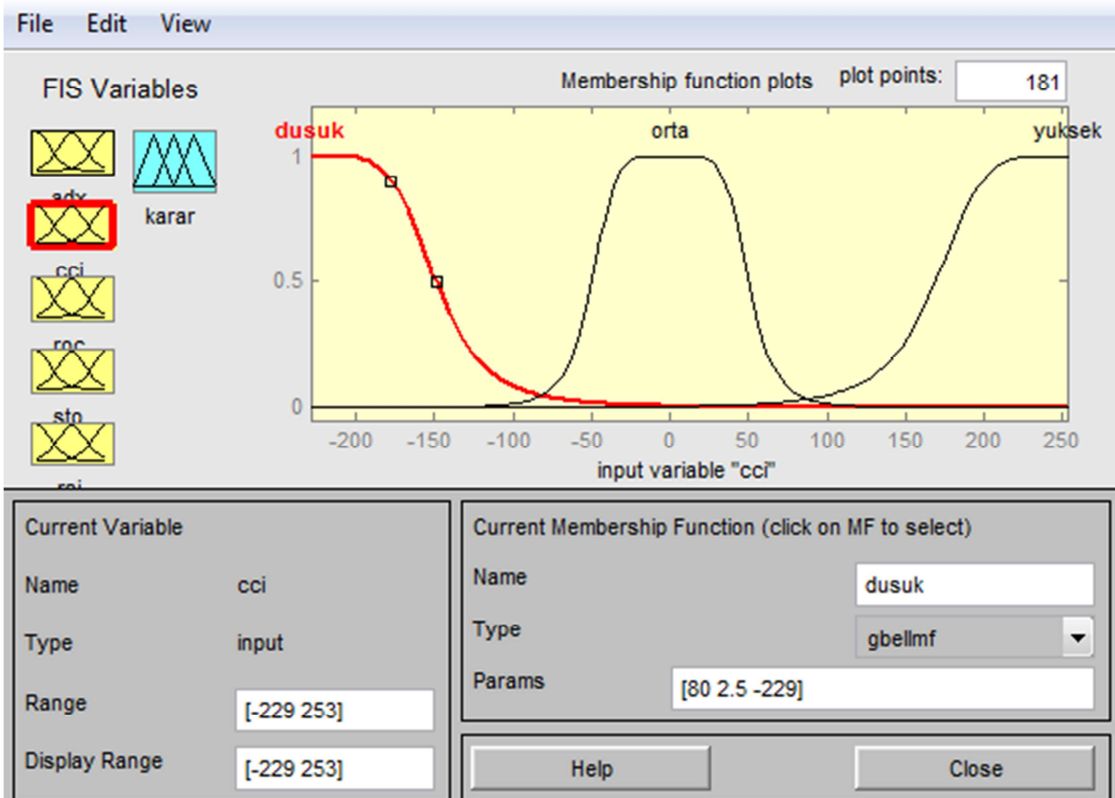 File Edit View
FIS Variables
Membership function plots plot points: 181
dusuk orta yuksek
1
0.5
0
adx
karar
cci
roc
sto
-200 -150 -100 -50 0 50 100 150 200 250
input variable "cci"
Current Variable
Name cci
Type input
Range [-229 253]
Display Range [-229 253]
Current Membership Function (click on MF to select)
Name dusuk
Type gbellmf
Params [80 2.5 -229]
Help Close